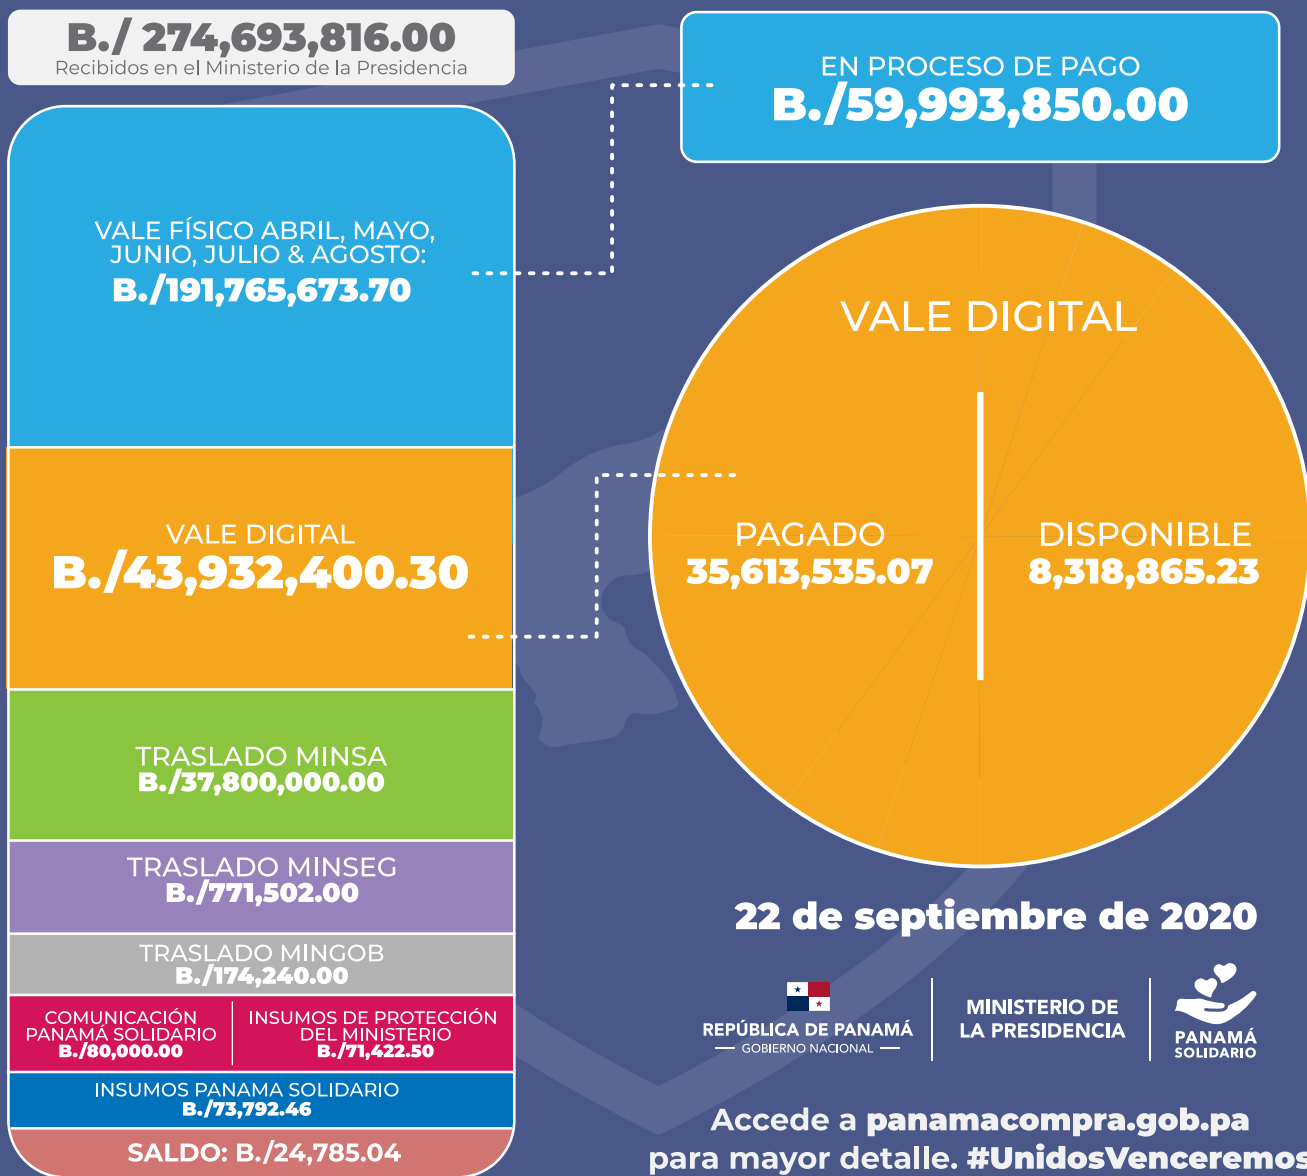 B./ 274,693,816.00
Recibidos en el Ministerio de la Presidencia
VALE FÍSICO ABRIL, MAYO,
JUNIO, JULIO & AGOSTO:
B./191,765,673.70
VALE DIGITAL
B./43,932,400.30
TRASLADO MINSA
B./37,800,000.00
TRASLADO MINSEG
B./771,502.00
TRASLADO MINGOB
B./174,240.00
COMUNICACIÓN
PANAMÁ SOLIDARIO
B./80,000.00
INSUMOS DE PROTECCIÓN
DEL MINISTERIO
B./71,422.50
INSUMOS PANAMA SOLIDARIO
B./73,792.46
SALDO: B./24,785.04
EN PROCESO DE PAGO
B./59,993,850.00
VALE DIGITAL
PAGADO
35,613,535.07
DISPONIBLE
8,318,865.23
22 de septiembre de 2020
REPÚBLICA DE PANAMÁ
GOBIERNO NACIONAL
MINISTERIO DE
LA PRESIDENCIA
PANAMÁ
SOLIDARIO
Accede a panamacompra.gob.pa
para mayor detalle. #UnidosVenceremos